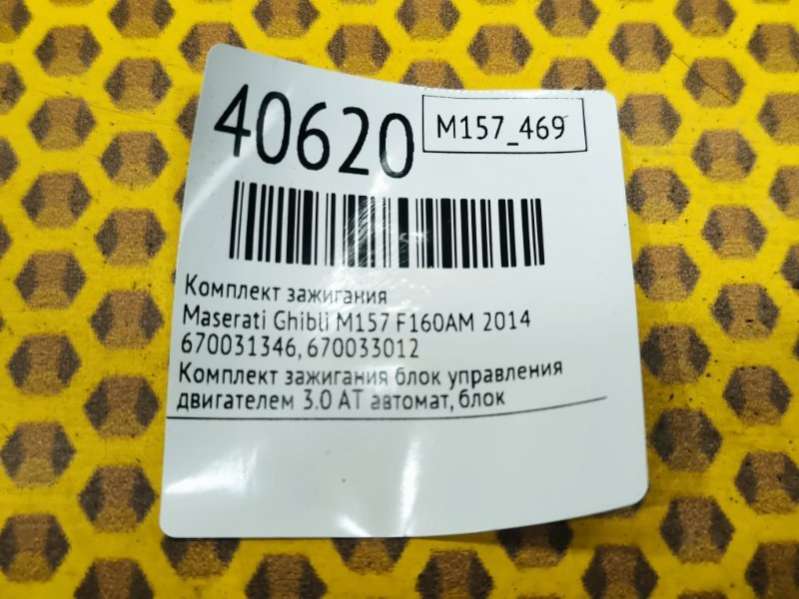 40620
M157_469
Комплект зажигания
Maserati Ghibli M157 F160AM 2014
670031346, 670033012
Комплект зажигания блок управления
двигателем 3.0 AT автомат, блок